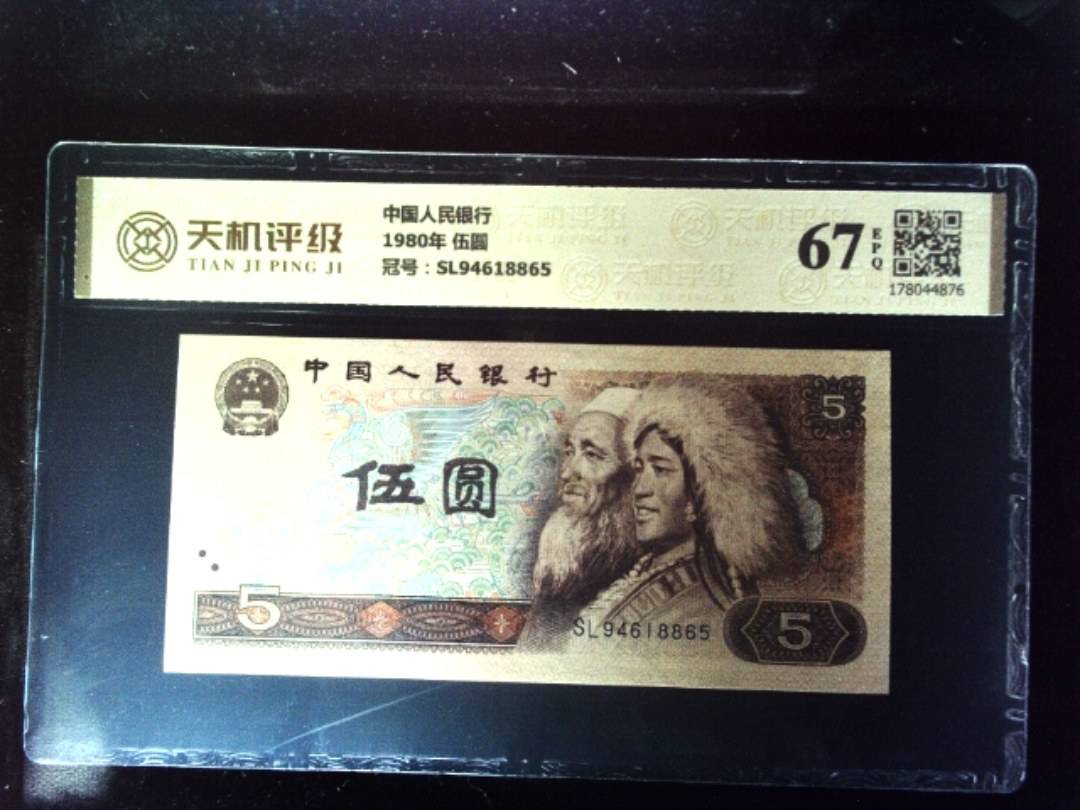 天机评级
TIAN JI PING JI
中国人民银行
1980年 伍圆
冠号：SL94618865
67
EPQ
178044876
中国人民银行
5
伍圆
5
SL94618865
5